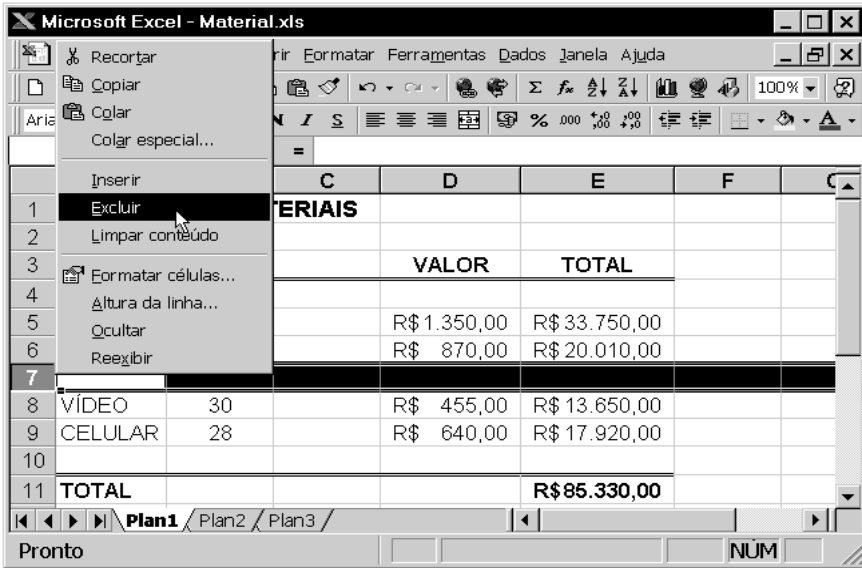 Microsoft Excel - Material.xls
rir Formatar Ferramentas Dados Janela Ajuda
100%
Aria
N I S % 000
=
C D E F
1 TERIAIS
2
3 VALOR TOTAL
4
5 R$ 1.350,00 R$ 33.750,00
6 R$ 870,00 R$ 20.010,00
7
8 VÍDEO 30 R$ 455,00 R$ 13.650,00
9 CELULAR 28 R$ 640,00 R$ 17.920,00
10
11 TOTAL R$ 85.330,00
Recortar
Copiar
Colar
Colar especial...
Inserir
Excluir
Limpar conteúdo
Formatar células...
Altura da linha...
Ocultar
Reexibir
Plan1 / Plan2 / Plan3 /
Pronto NÚM